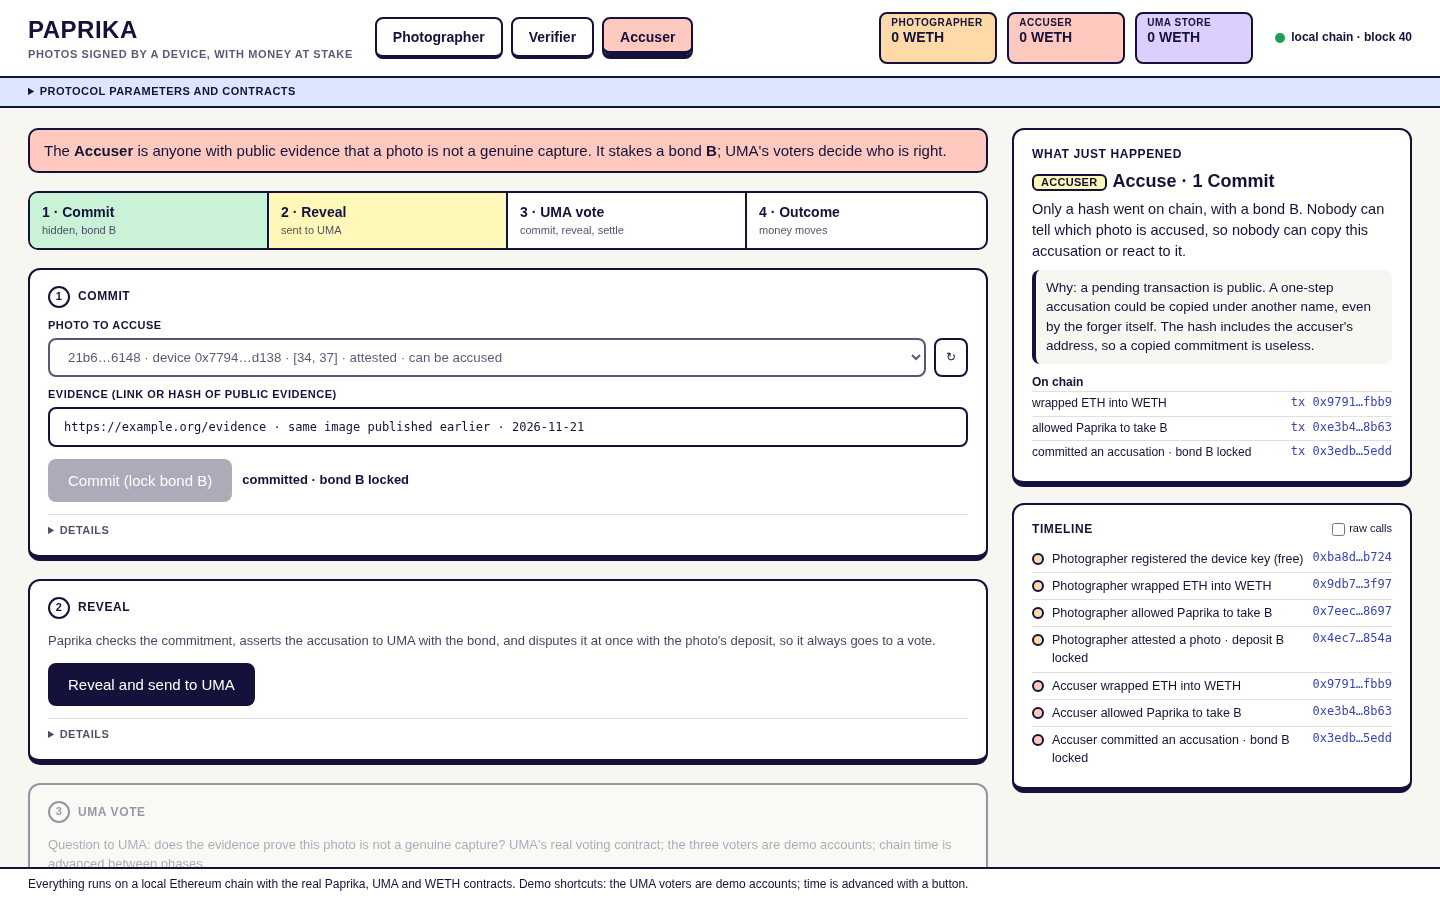 PAPRIKA
PHOTOS SIGNED BY A DEVICE, WITH MONEY AT STAKE
Photographer
Verifier
Accuser
PHOTOGRAPHER
0 WETH
ACCUSER
0 WETH
UMA STORE
0 WETH
local chain · block 40
PROTOCOL PARAMETERS AND CONTRACTS
The Accuser is anyone with public evidence that a photo is not a genuine capture. It stakes a bond B; UMA's voters decide who is right.
1 · Commit
hidden, bond B
2 · Reveal
sent to UMA
3 · UMA vote
commit, reveal, settle
4 · Outcome
money moves
1 COMMIT
PHOTO TO ACCUSE
21b6…6148 · device 0x7794…d138 · [34, 37] · attested · can be accused
↻
EVIDENCE (LINK OR HASH OF PUBLIC EVIDENCE)
https://example.org/evidence · same image published earlier · 2026-11-21
Commit (lock bond B)
committed · bond B locked
DETAILS
2 REVEAL
Paprika checks the commitment, asserts the accusation to UMA with the bond, and disputes it at once with the photo's deposit, so it always goes to a vote.
Reveal and send to UMA
DETAILS
3 UMA VOTE
Question to UMA: does the evidence prove this photo is not a genuine capture? UMA's real voting contract; the three voters are demo accounts; chain time is
advanced between phases.
WHAT JUST HAPPENED
ACCUSER Accuse · 1 Commit
Only a hash went on chain, with a bond B. Nobody can
tell which photo is accused, so nobody can copy this
accusation or react to it.
Why: a pending transaction is public. A one-step
accusation could be copied under another name, even
by the forger itself. The hash includes the accuser's
address, so a copied commitment is useless.
On chain
wrapped ETH into WETH tx 0x9791…fbb9
allowed Paprika to take B tx 0xe3b4…8b63
committed an accusation · bond B locked tx 0x3edb…5edd
TIMELINE
raw calls
Photographer registered the device key (free) 0xba8d…b724
Photographer wrapped ETH into WETH 0x9db7…3f97
Photographer allowed Paprika to take B 0x7eec…8697
Photographer attested a photo · deposit B 0x4ec7…854a
locked
Accuser wrapped ETH into WETH 0x9791…fbb9
Accuser allowed Paprika to take B 0xe3b4…8b63
Accuser committed an accusation · bond B 0x3edb…5edd
locked
Everything runs on a local Ethereum chain with the real Paprika, UMA and WETH contracts. Demo shortcuts: the UMA voters are demo accounts; time is advanced with a button.